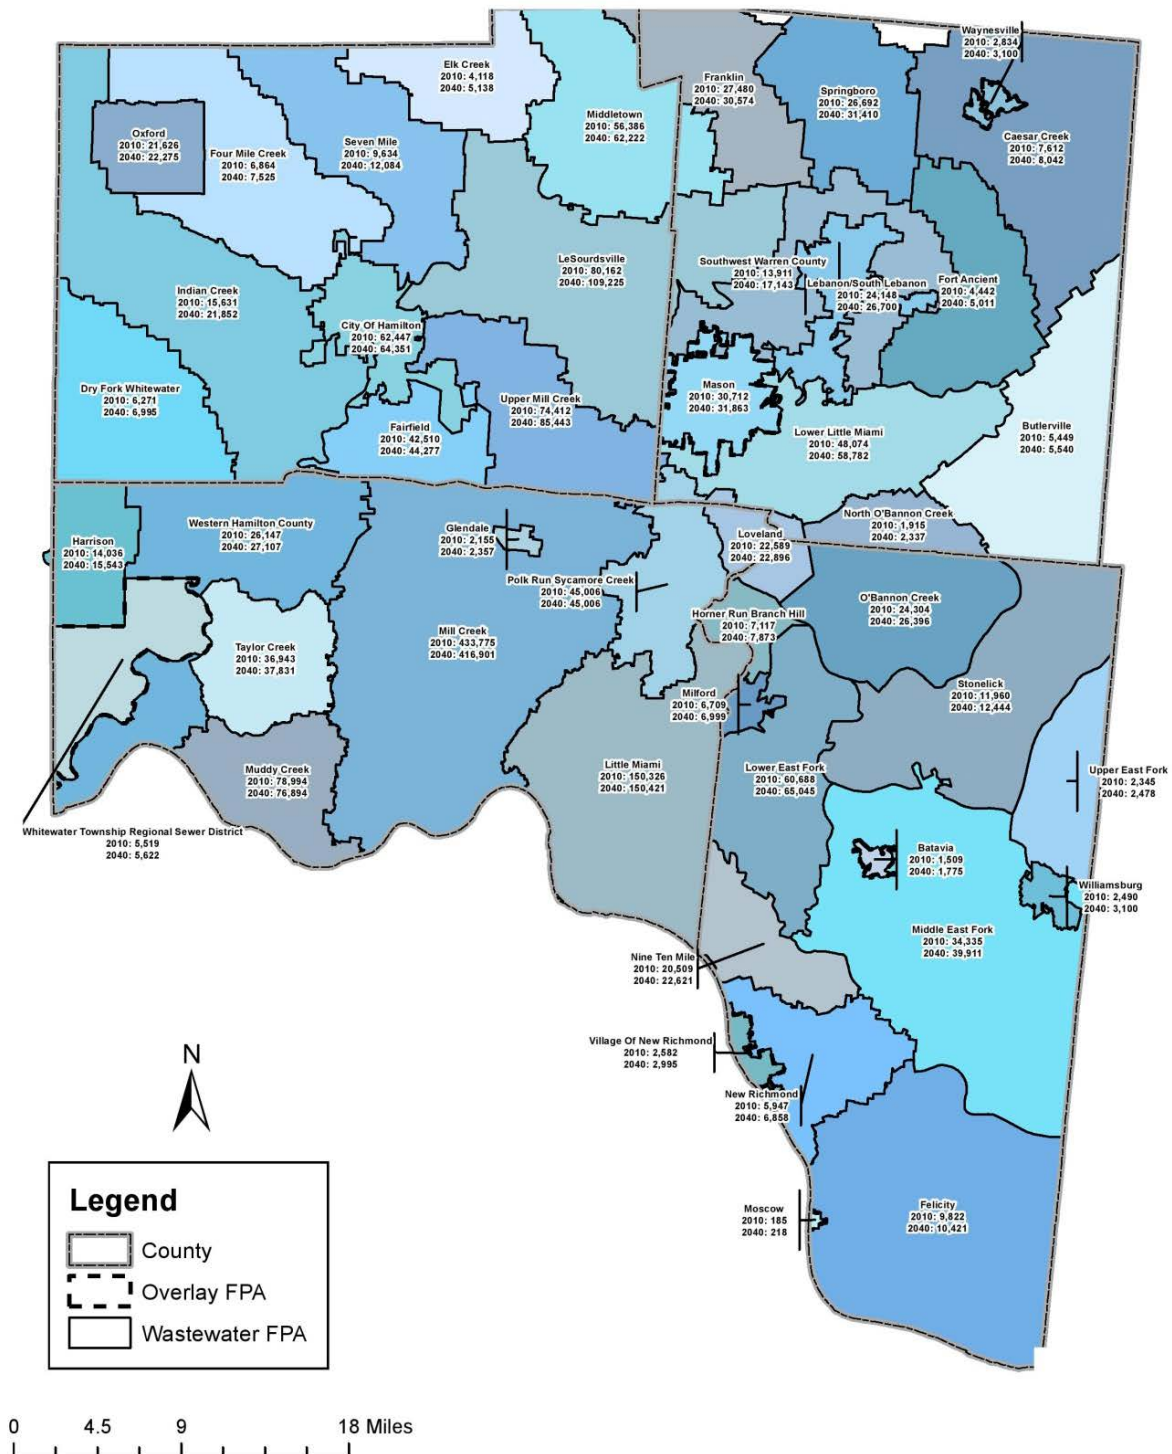 Waynesville
2010: 2,834
2040: 3,100
Elk Creek
2010: 4,118
2040: 5,138
Franklin
2010: 27,480
2040: 30,574
Springboro
2010: 26,692
2040: 31,410
Middletown
2010: 56,386
2040: 62,222
Oxford
2010: 21,626
2040: 22,275
Four Mile Creek
2010: 6,864
2040: 7,525
Seven Mile
2010: 9,634
2040: 12,084
Caesar Creek
2010: 7,612
2040: 8,042
LeSourdsville
2010: 80,162
2040: 109,225
Southwest Warren County
2010: 13,911
2040: 17,143
Lebanon/South Lebanon
2010: 24,148
2040: 26,700
Fort Ancient
2010: 4,442
2040: 5,011
Indian Creek
2010: 15,631
2040: 21,852
City Of Hamilton
2010: 62,447
2040: 64,351
Dry Fork Whitewater
2010: 6,271
2040: 6,995
Upper Mill Creek
2010: 74,412
2040: 85,443
Mason
2010: 30,712
2040: 31,863
Fairfield
2010: 42,510
2040: 44,277
Lower Little Miami
2010: 48,074
2040: 58,782
Butlerville
2010: 5,449
2040: 5,540
Harrison
2010: 14,036
2040: 15,543
Western Hamilton County
2010: 26,147
2040: 27,107
Glendale
2010: 2,155
2040: 2,357
Loveland
2010: 22,589
2040: 22,896
North O'Bannon Creek
2010: 1,915
2040: 2,337
Polk Run Sycamore Creek
2010: 45,006
2040: 45,006
O'Bannon Creek
2010: 24,304
2040: 26,396
Horner Run Branch Hill
2010: 7,117
2040: 7,873
Taylor Creek
2010: 36,943
2040: 37,831
Mill Creek
2010: 433,775
2040: 416,901
Stonelick
2010: 11,960
2040: 12,444
Milford
2010: 6,709
2040: 6,999
Muddy Creek
2010: 78,994
2040: 76,894
Little Miami
2010: 150,326
2040: 150,421
Lower East Fork
2010: 60,688
2040: 65,045
Upper East Fork
2010: 2,345
2040: 2,478
Whitewater Township Regional Sewer District
2010: 5,519
2040: 5,622
Batavia
2010: 1,509
2040: 1,775
Williamsburg
2010: 2,490
2040: 3,100
Middle East Fork
2010: 34,335
2040: 39,911
Nine Ten Mile
2010: 20,509
2040: 22,621
Village Of New Richmond
2010: 2,582
2040: 2,995
New Richmond
2010: 5,947
2040: 6,858
Moscow
2010: 185
2040: 218
Felicity
2010: 9,822
2040: 10,421
N
Legend
County
Overlay FPA
Wastewater FPA
0 4.5 9 18 Miles